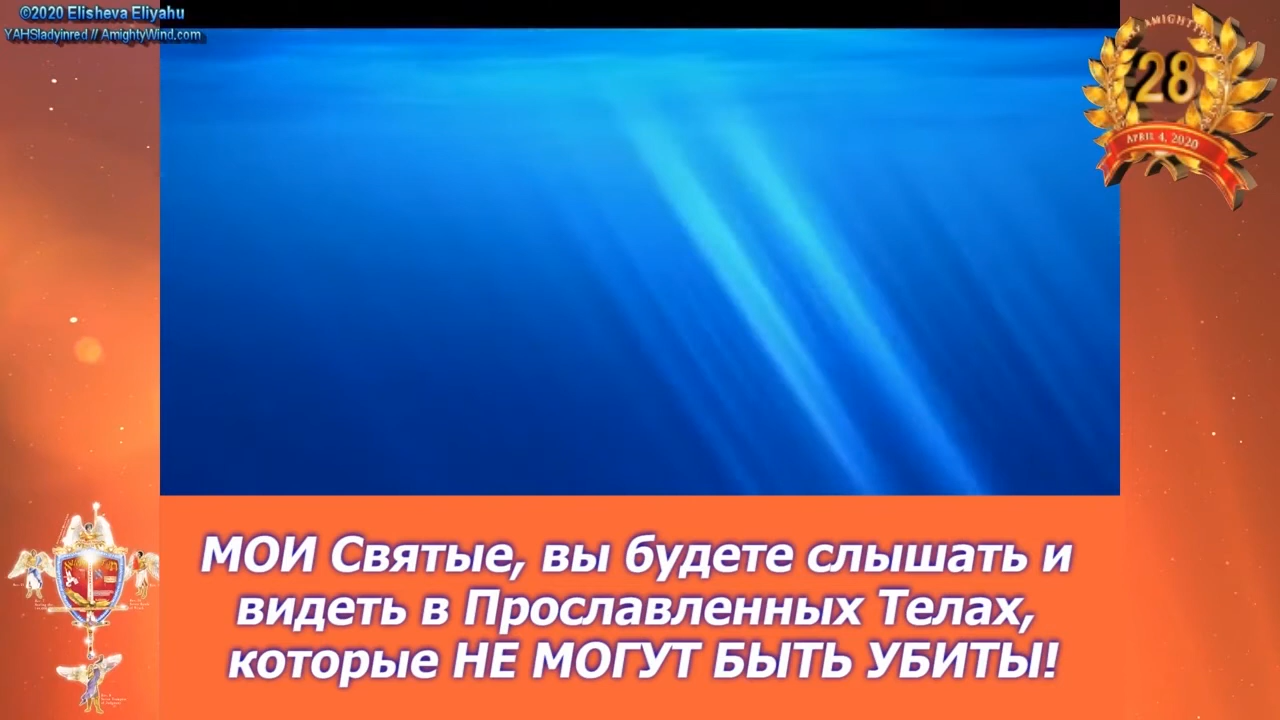 ©2020 Elisheva Eliyahu
YAHSladyinred // AmightyWind.com
28
APRIL 4, 2020
МОИ Святые, вы будете слышать и
видеть в Прославленных Телах,
которые НЕ МОГУТ БЫТЬ УБИТЫ!